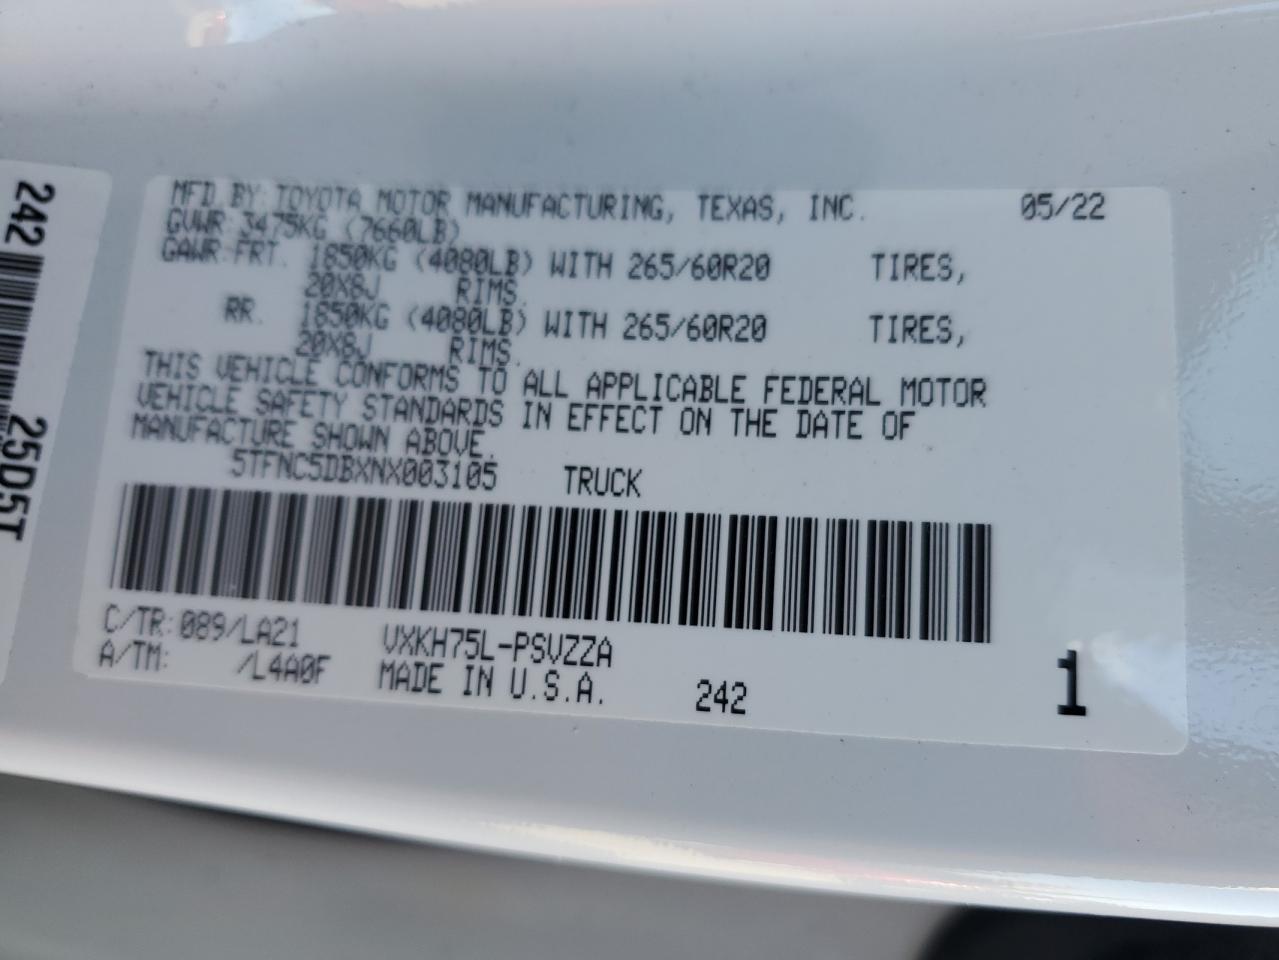 MFD. BY: TOYOTA MOTOR MANUFACTURING, TEXAS, INC. 05/22
GVWR: 3475KG (7660LB)
GAWR: FRT. 1850KG (4080LB) WITH 265/60R20 TIRES,
20X8J RIMS.
RR. 1850KG (4080LB) WITH 265/60R20 TIRES,
20X8J RIMS.
THIS VEHICLE CONFORMS TO ALL APPLICABLE FEDERAL MOTOR
VEHICLE SAFETY STANDARDS IN EFFECT ON THE DATE OF
MANUFACTURE SHOWN ABOVE.
5TFNC5DBXNX003105 TRUCK
C/TR: 089/LA21 VXKH75L-PSVZZA
A/TM: /L4A0F MADE IN U.S.A. 242 1
242
25D5T